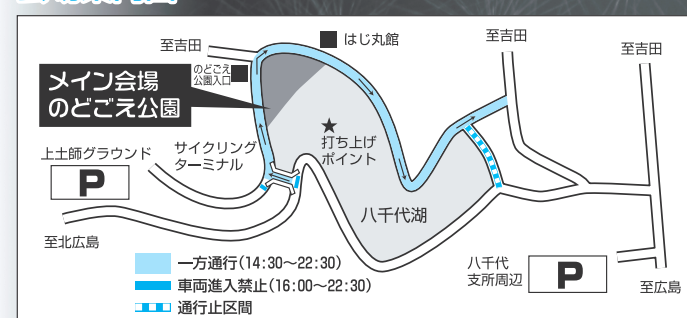 至吉田
はじ丸館
至吉田
至吉田
のどごえ
公園入口
メイン会場
のどごえ公園
★
打ち上げ
ポイント
上土師グラウンド
P
サイクリング
ターミナル
八千代湖
至北広島
一方通行(14:30〜22:30)
車両進入禁止(16:00〜22:30)
通行止区間
八千代
支所周辺
P
至広島